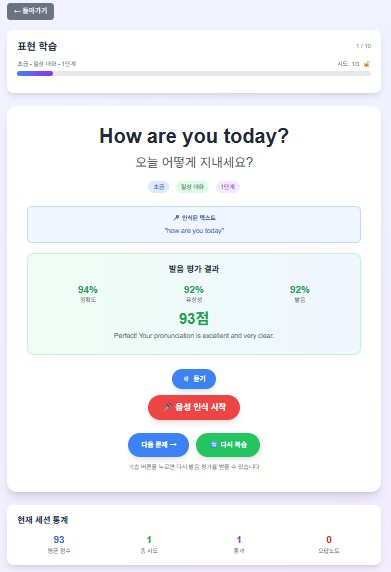 ← 돌아가기
표현 학습
1 / 10
초급 • 일상 대화 • 1단계
시도: 1/3
How are you today?
오늘 어떻게 지내세요?
초급 일상 대화 1단계
인식된 텍스트
"how are you today"
발음 평가 결과
94% 92% 92%
정확도 유창성 발음
93점
Perfect! Your pronunciation is excellent and very clear.
듣기
음성 인식 시작
다음 문제 → 다시 복습
복습 버튼을 누르면 다시 발음 평가를 받을 수 있습니다
현재 세션 통계
93 1 1 0
평균 점수 총 시도 통과 오답노트